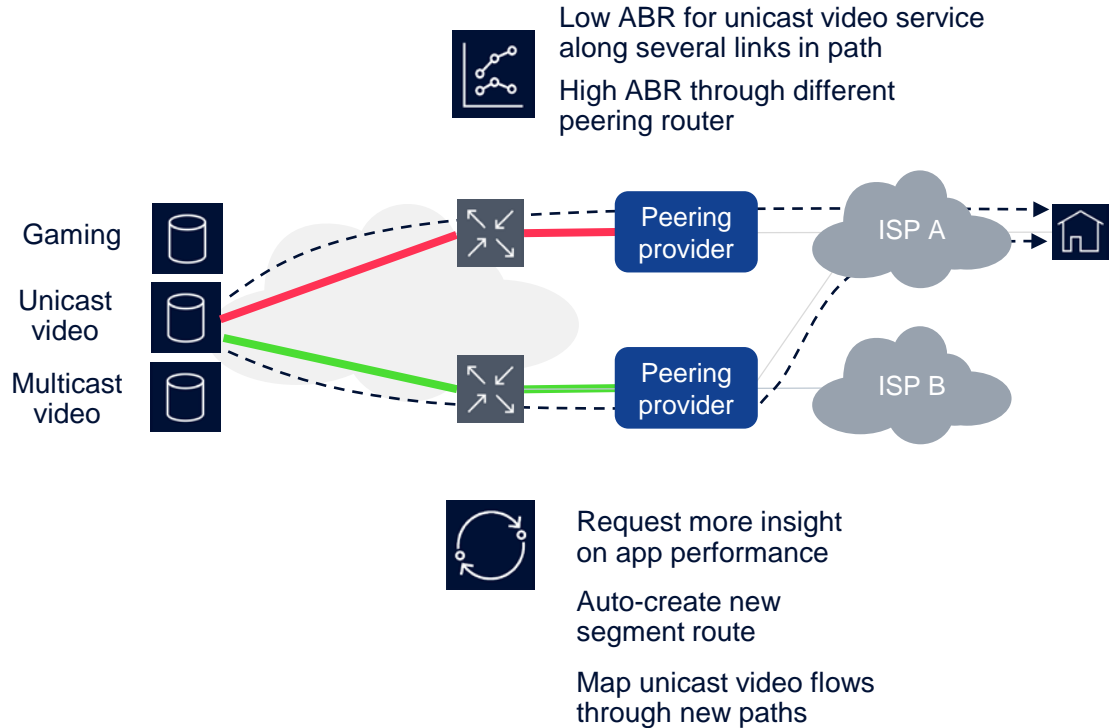 Low ABR for unicast video service
along several links in path
High ABR through different
peering router
Gaming
Unicast
video
Multicast
video
Peering
provider
ISP A
Peering
provider
ISP B
Request more insight
on app performance
Auto-create new
segment route
Map unicast video flows
through new paths